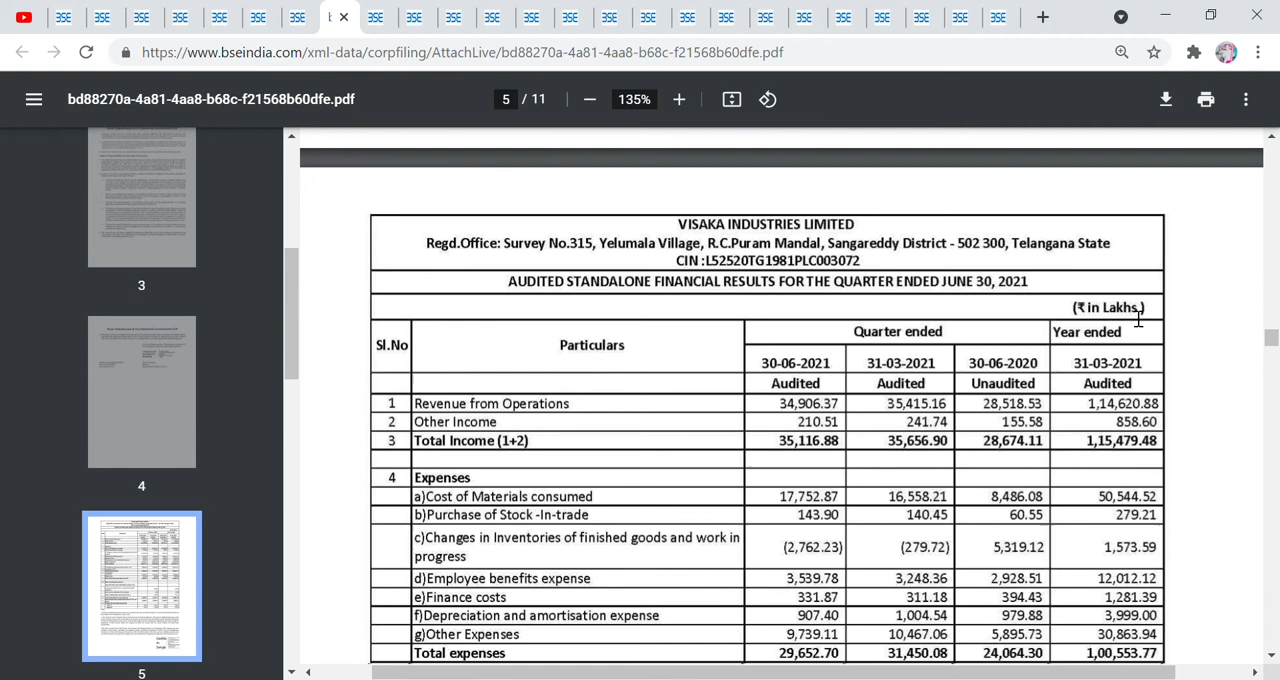 https://www.bseindia.com/xml-data/corpfiling/AttachLive/bd88270a-4a81-4aa8-b68c-f21568b60dfe.pdf
bd88270a-4a81-4aa8-b68c-f21568b60dfe.pdf 5 / 11 135%
3
4
5
VISAKA INDUSTRIES LIMITED
Regd.Office: Survey No.315, Yelumala Village, R.C.Puram Mandal, Sangareddy District - 502 300, Telangana State
CIN :L52520TG1981PLC003072
AUDITED STANDALONE FINANCIAL RESULTS FOR THE QUARTER ENDED JUNE 30, 2021
(₹ in Lakhs)
Sl.No Particulars Quarter ended Year ended
30-06-2021 31-03-2021 30-06-2020 31-03-2021
Audited Audited Unaudited Audited
1 Revenue from Operations 34,906.37 35,415.16 28,518.53 1,14,620.88
2 Other Income 210.51 241.74 155.58 858.60
3 Total Income (1+2) 35,116.88 35,656.90 28,674.11 1,15,479.48
4 Expenses
a)Cost of Materials consumed 17,752.87 16,558.21 8,486.08 50,544.52
b)Purchase of Stock -In-trade 143.90 140.45 60.55 279.21
c)Changes in Inventories of finished goods and work in
progress (2,762.23) (279.72) 5,319.12 1,573.59
d)Employee benefits expense 3,539.78 3,248.36 2,928.51 12,012.12
e)Finance costs 331.87 311.18 394.43 1,281.39
f)Depreciation and amortisation expense 907.40 1,004.54 979.88 3,999.00
g)Other Expenses 9,739.11 10,467.06 5,895.73 30,863.94
Total expenses 29,652.70 31,450.08 24,064.30 1,00,553.77